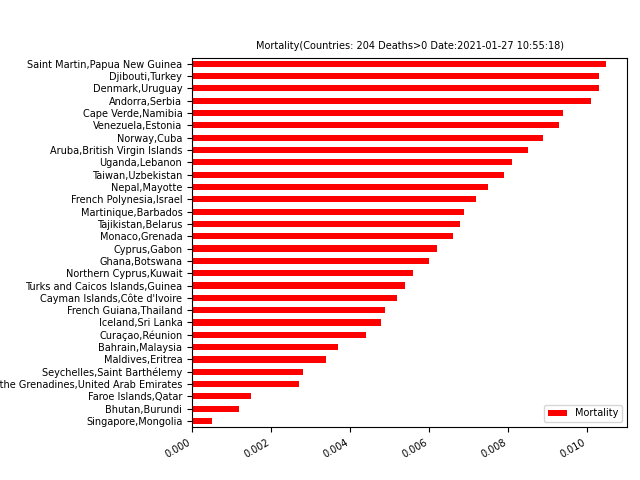 Mortality(Countries: 204 Deaths>0 Date:2021-01-27 10:55:18)
Saint Martin,Papua New Guinea
Djibouti,Turkey
Denmark,Uruguay
Andorra,Serbia
Cape Verde,Namibia
Venezuela,Estonia
Norway,Cuba
Aruba,British Virgin Islands
Uganda,Lebanon
Taiwan,Uzbekistan
Nepal,Mayotte
French Polynesia,Israel
Martinique,Barbados
Tajikistan,Belarus
Monaco,Grenada
Cyprus,Gabon
Ghana,Botswana
Northern Cyprus,Kuwait
Turks and Caicos Islands,Guinea
Cayman Islands,Côte d'Ivoire
French Guiana,Thailand
Iceland,Sri Lanka
Curaçao,Réunion
Bahrain,Malaysia
Maldives,Eritrea
Seychelles,Saint Barthélemy
the Grenadines,United Arab Emirates
Faroe Islands,Qatar
Bhutan,Burundi
Singapore,Mongolia
Mortality
0.000 0.002 0.004 0.006 0.008 0.010